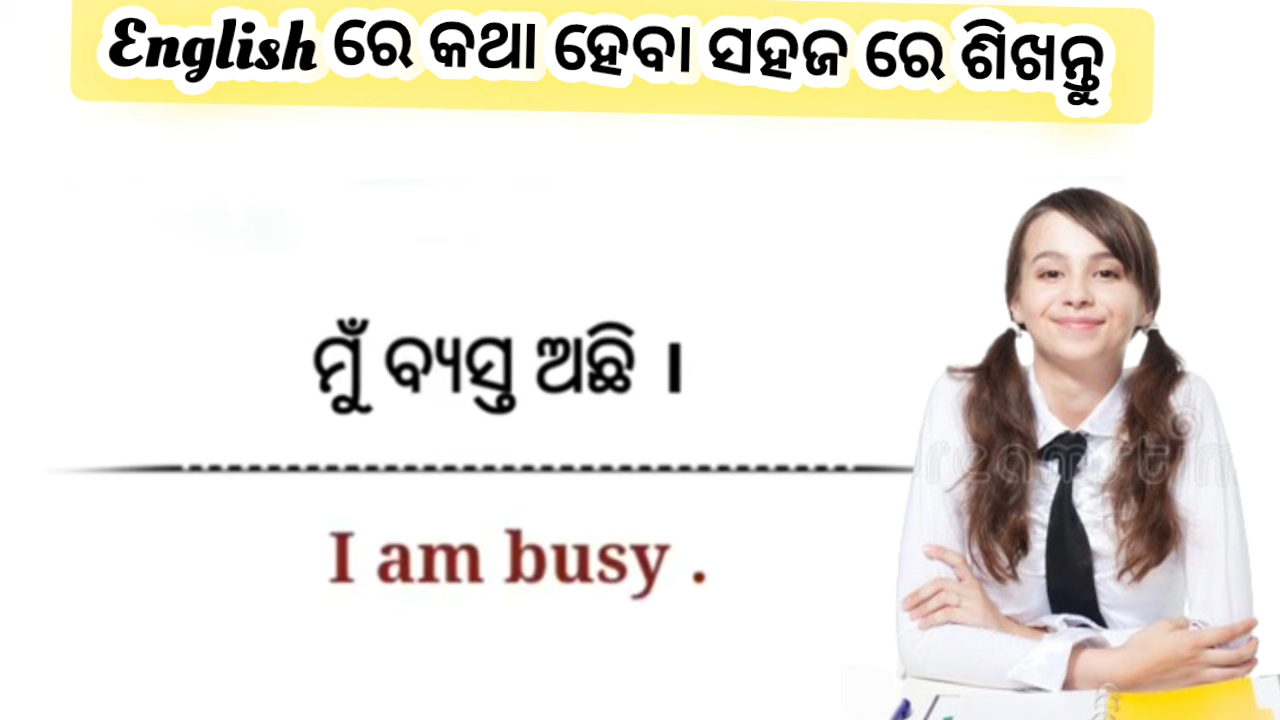 English ରେ କଥା ହେବା ସହଜ ରେ ଶିଖନ୍ତୁ
ମୁଁ ବ୍ୟସ୍ତ ଅଛି ।
I am busy .